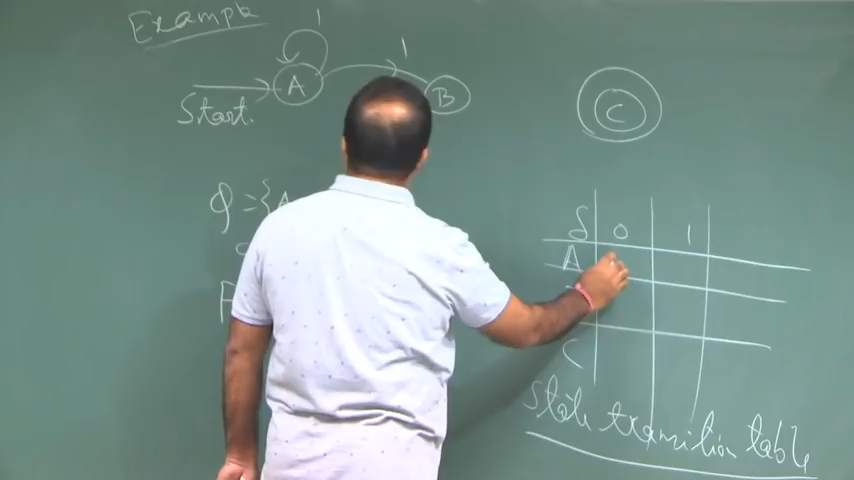 Example
1
1
A
B
C
Start.
φ = {A
δ 0 1
A
C
State transition table